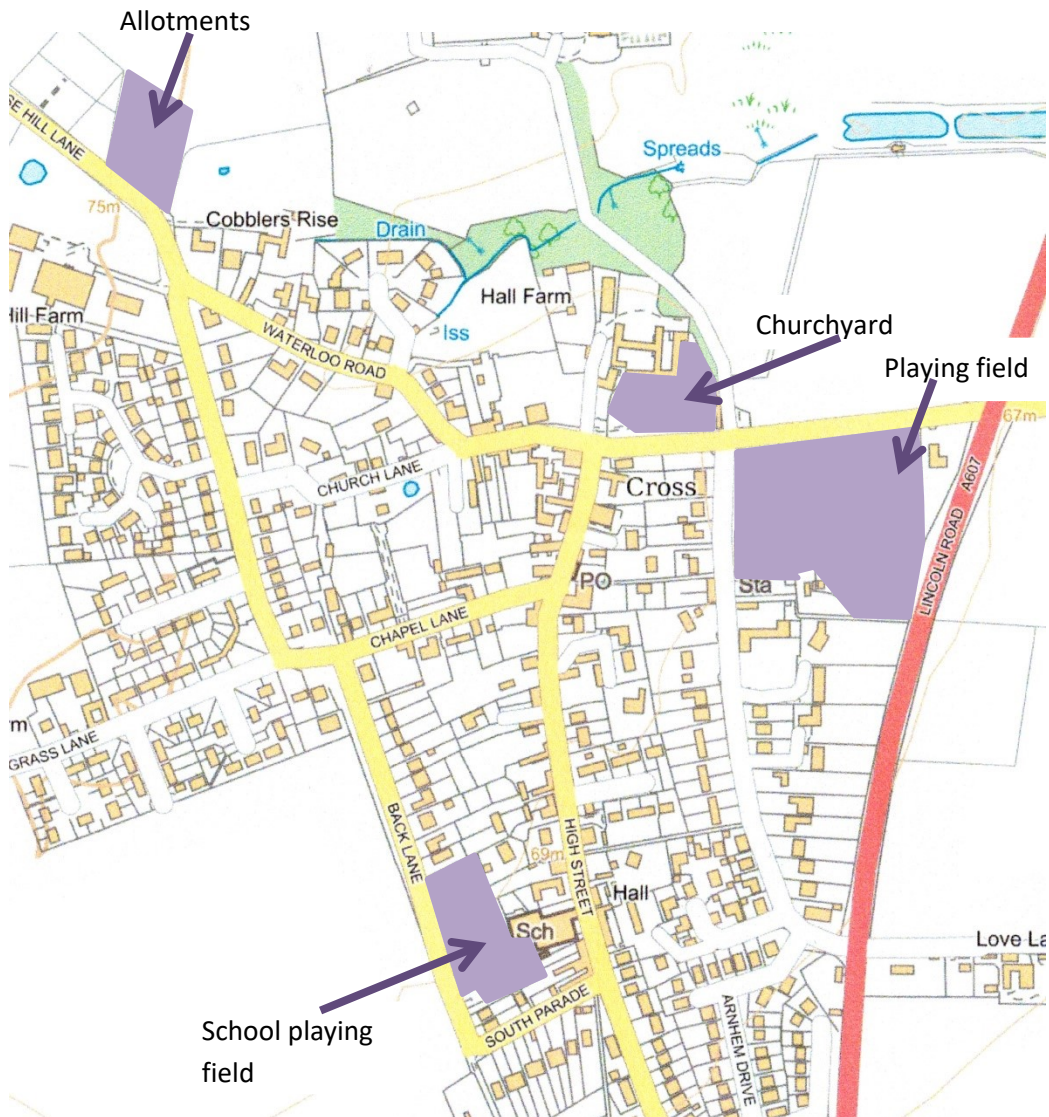 Allotments
SE HILL LANE
Spreads
75m
Cobblers Rise
Drain
Hall Farm
Hill Farm
Iss
Churchyard
WATERLOO ROAD
Playing field
67m
CHURCH LANE
Cross
LINCOLN ROAD A607
PO
Sta
CHAPEL LANE
rm
GRASS LANE
BACK LANE
HIGH STREET
69m
Hall
Sch
Love La
SOUTH PARADE
ARNHEM DRIVE
School playing
field